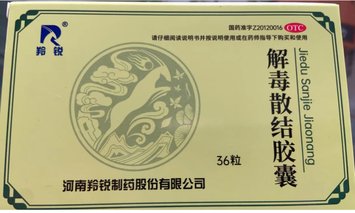 羚锐
国药准字Z20120016 OTC
请仔细阅读说明书并按说明使用或在药师指导下购买和使用
解毒散结胶囊
Jiedu Sanjie Jiaonang
36粒
河南羚锐制药股份有限公司